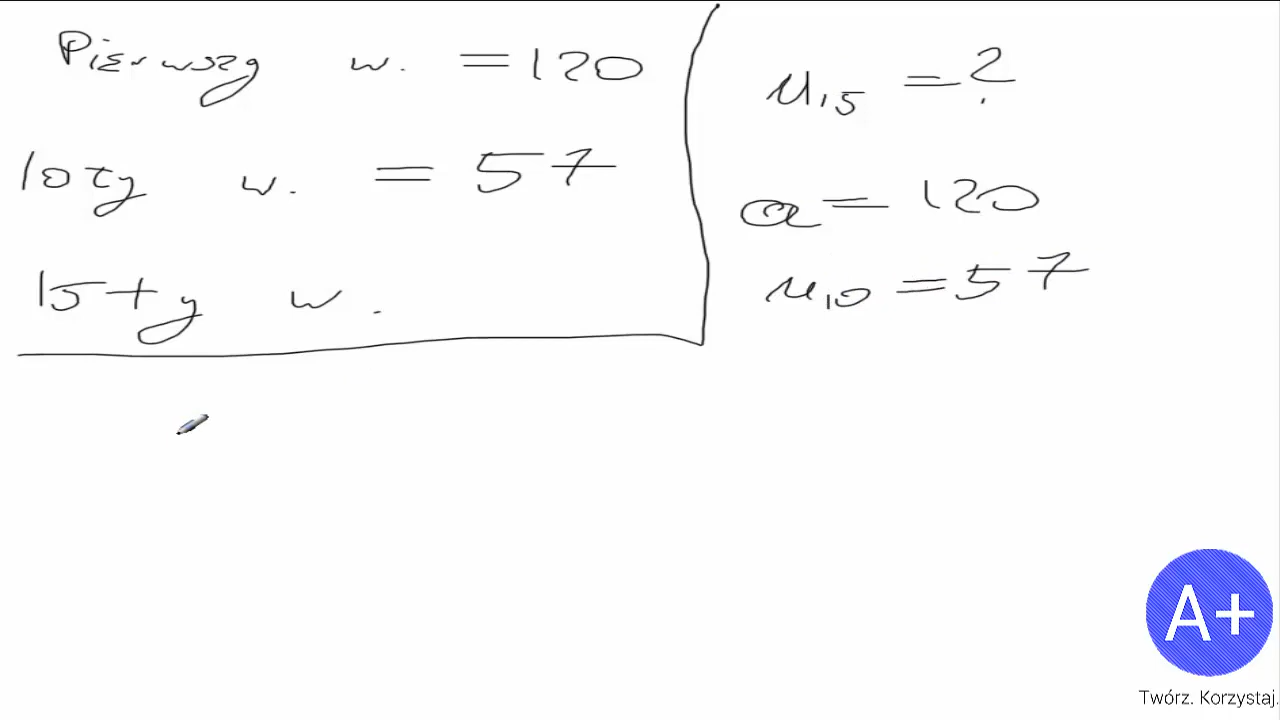 Pierwszy w. = 120
10ty w. = 57
15ty w.
u₁₅ = ?
a = 120
u₁₀ = 57
A+
Twórz. Korzystaj.